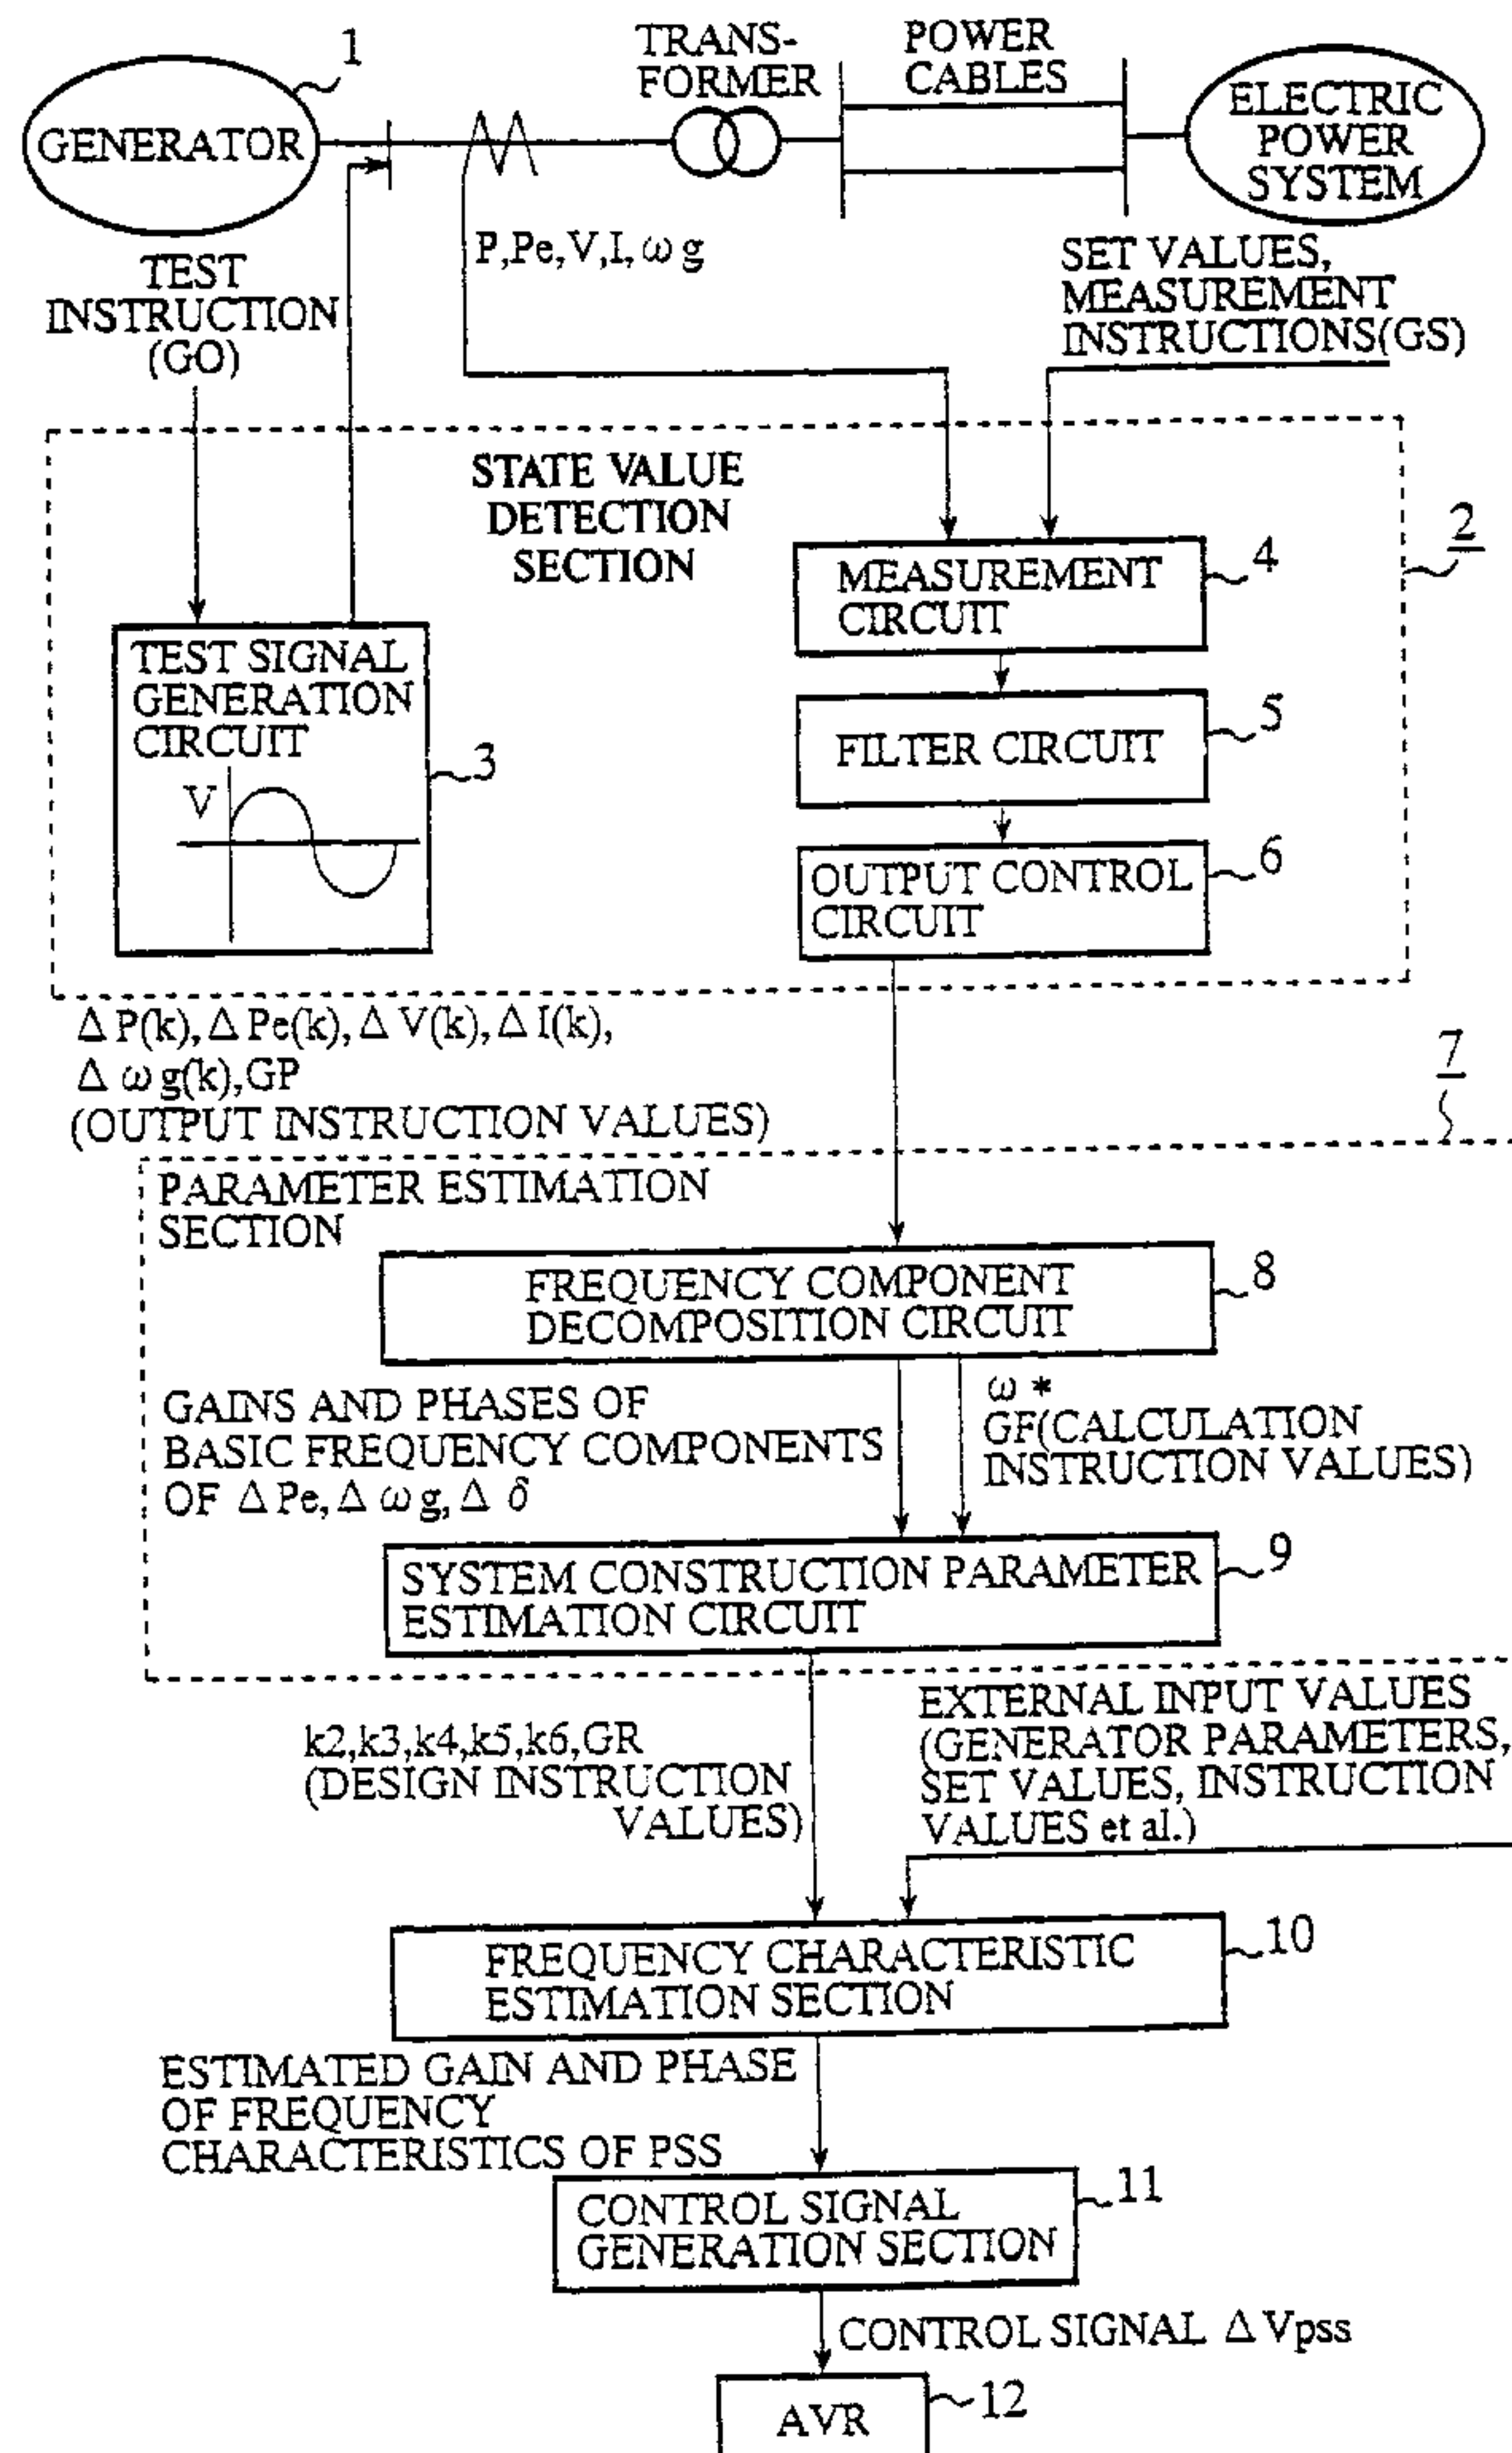 1
TRANS-
FORMER
POWER
CABLES
GENERATOR
ELECTRIC
POWER
SYSTEM
P,Pe,V,I,ωg
TEST
INSTRUCTION
(GO)
SET VALUES,
MEASUREMENT
INSTRUCTIONS(GS)
STATE VALUE
DETECTION
SECTION
2
MEASUREMENT
CIRCUIT
4
TEST SIGNAL
GENERATION
CIRCUIT
V
3
FILTER CIRCUIT
5
OUTPUT CONTROL
CIRCUIT
6
Δ P(k),Δ Pe(k),Δ V(k),Δ I(k),
Δ ωg(k),GP
(OUTPUT INSTRUCTION VALUES)
7
PARAMETER ESTIMATION
SECTION
FREQUENCY COMPONENT
DECOMPOSITION CIRCUIT
8
GAINS AND PHASES OF
BASIC FREQUENCY COMPONENTS
OF Δ Pe,Δ ωg,Δ δ
ω *
GF(CALCULATION
INSTRUCTION VALUES)
SYSTEM CONSTRUCTION PARAMETER
ESTIMATION CIRCUIT
9
k2,k3,k4,k5,k6,GR
(DESIGN INSTRUCTION
VALUES)
EXTERNAL INPUT VALUES
(GENERATOR PARAMETERS,
SET VALUES, INSTRUCTION
VALUES et al.)
FREQUENCY CHARACTERISTIC
ESTIMATION SECTION
10
ESTIMATED GAIN AND PHASE
OF FREQUENCY
CHARACTERISTICS OF PSS
CONTROL SIGNAL
GENERATION SECTION
11
CONTROL SIGNAL Δ Vpss
AVR
12